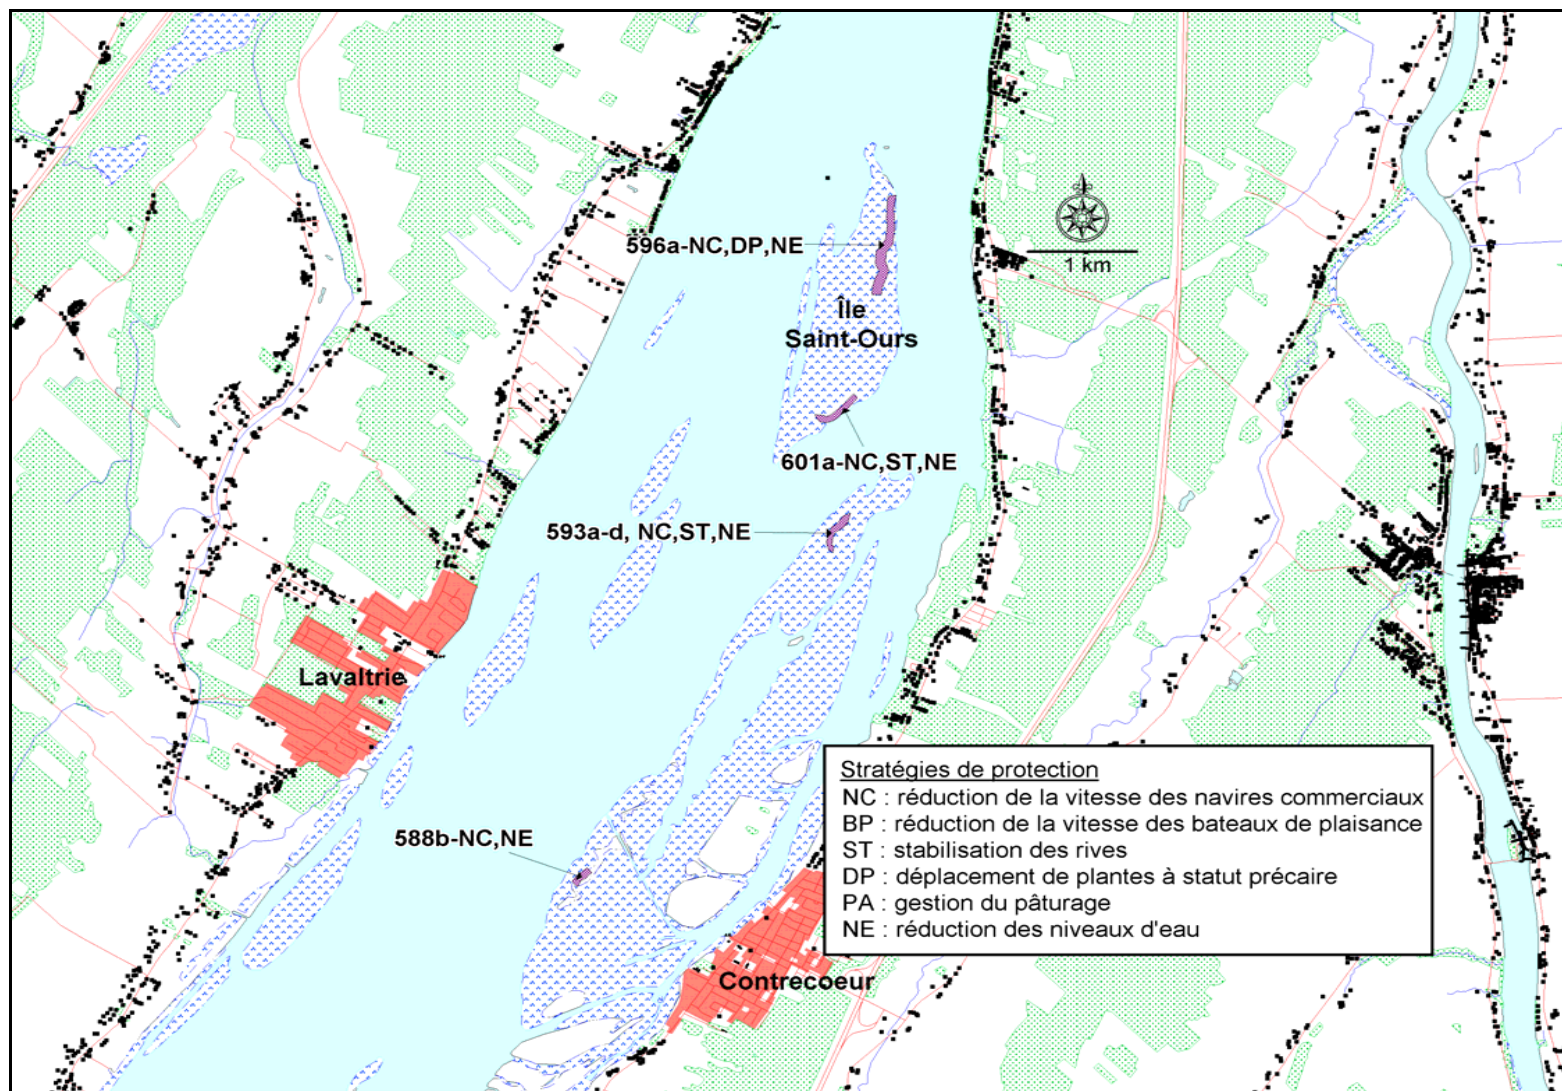 596a-NC,DP,NE
1 km
Île
Saint-Ours
601a-NC,ST,NE
593a-d, NC,ST,NE
Lavaltrie
588b-NC,NE
Contrecoeur
Stratégies de protection
NC : réduction de la vitesse des navires commerciaux
BP : réduction de la vitesse des bateaux de plaisance
ST : stabilisation des rives
DP : déplacement de plantes à statut précaire
PA : gestion du pâturage
NE : réduction des niveaux d'eau